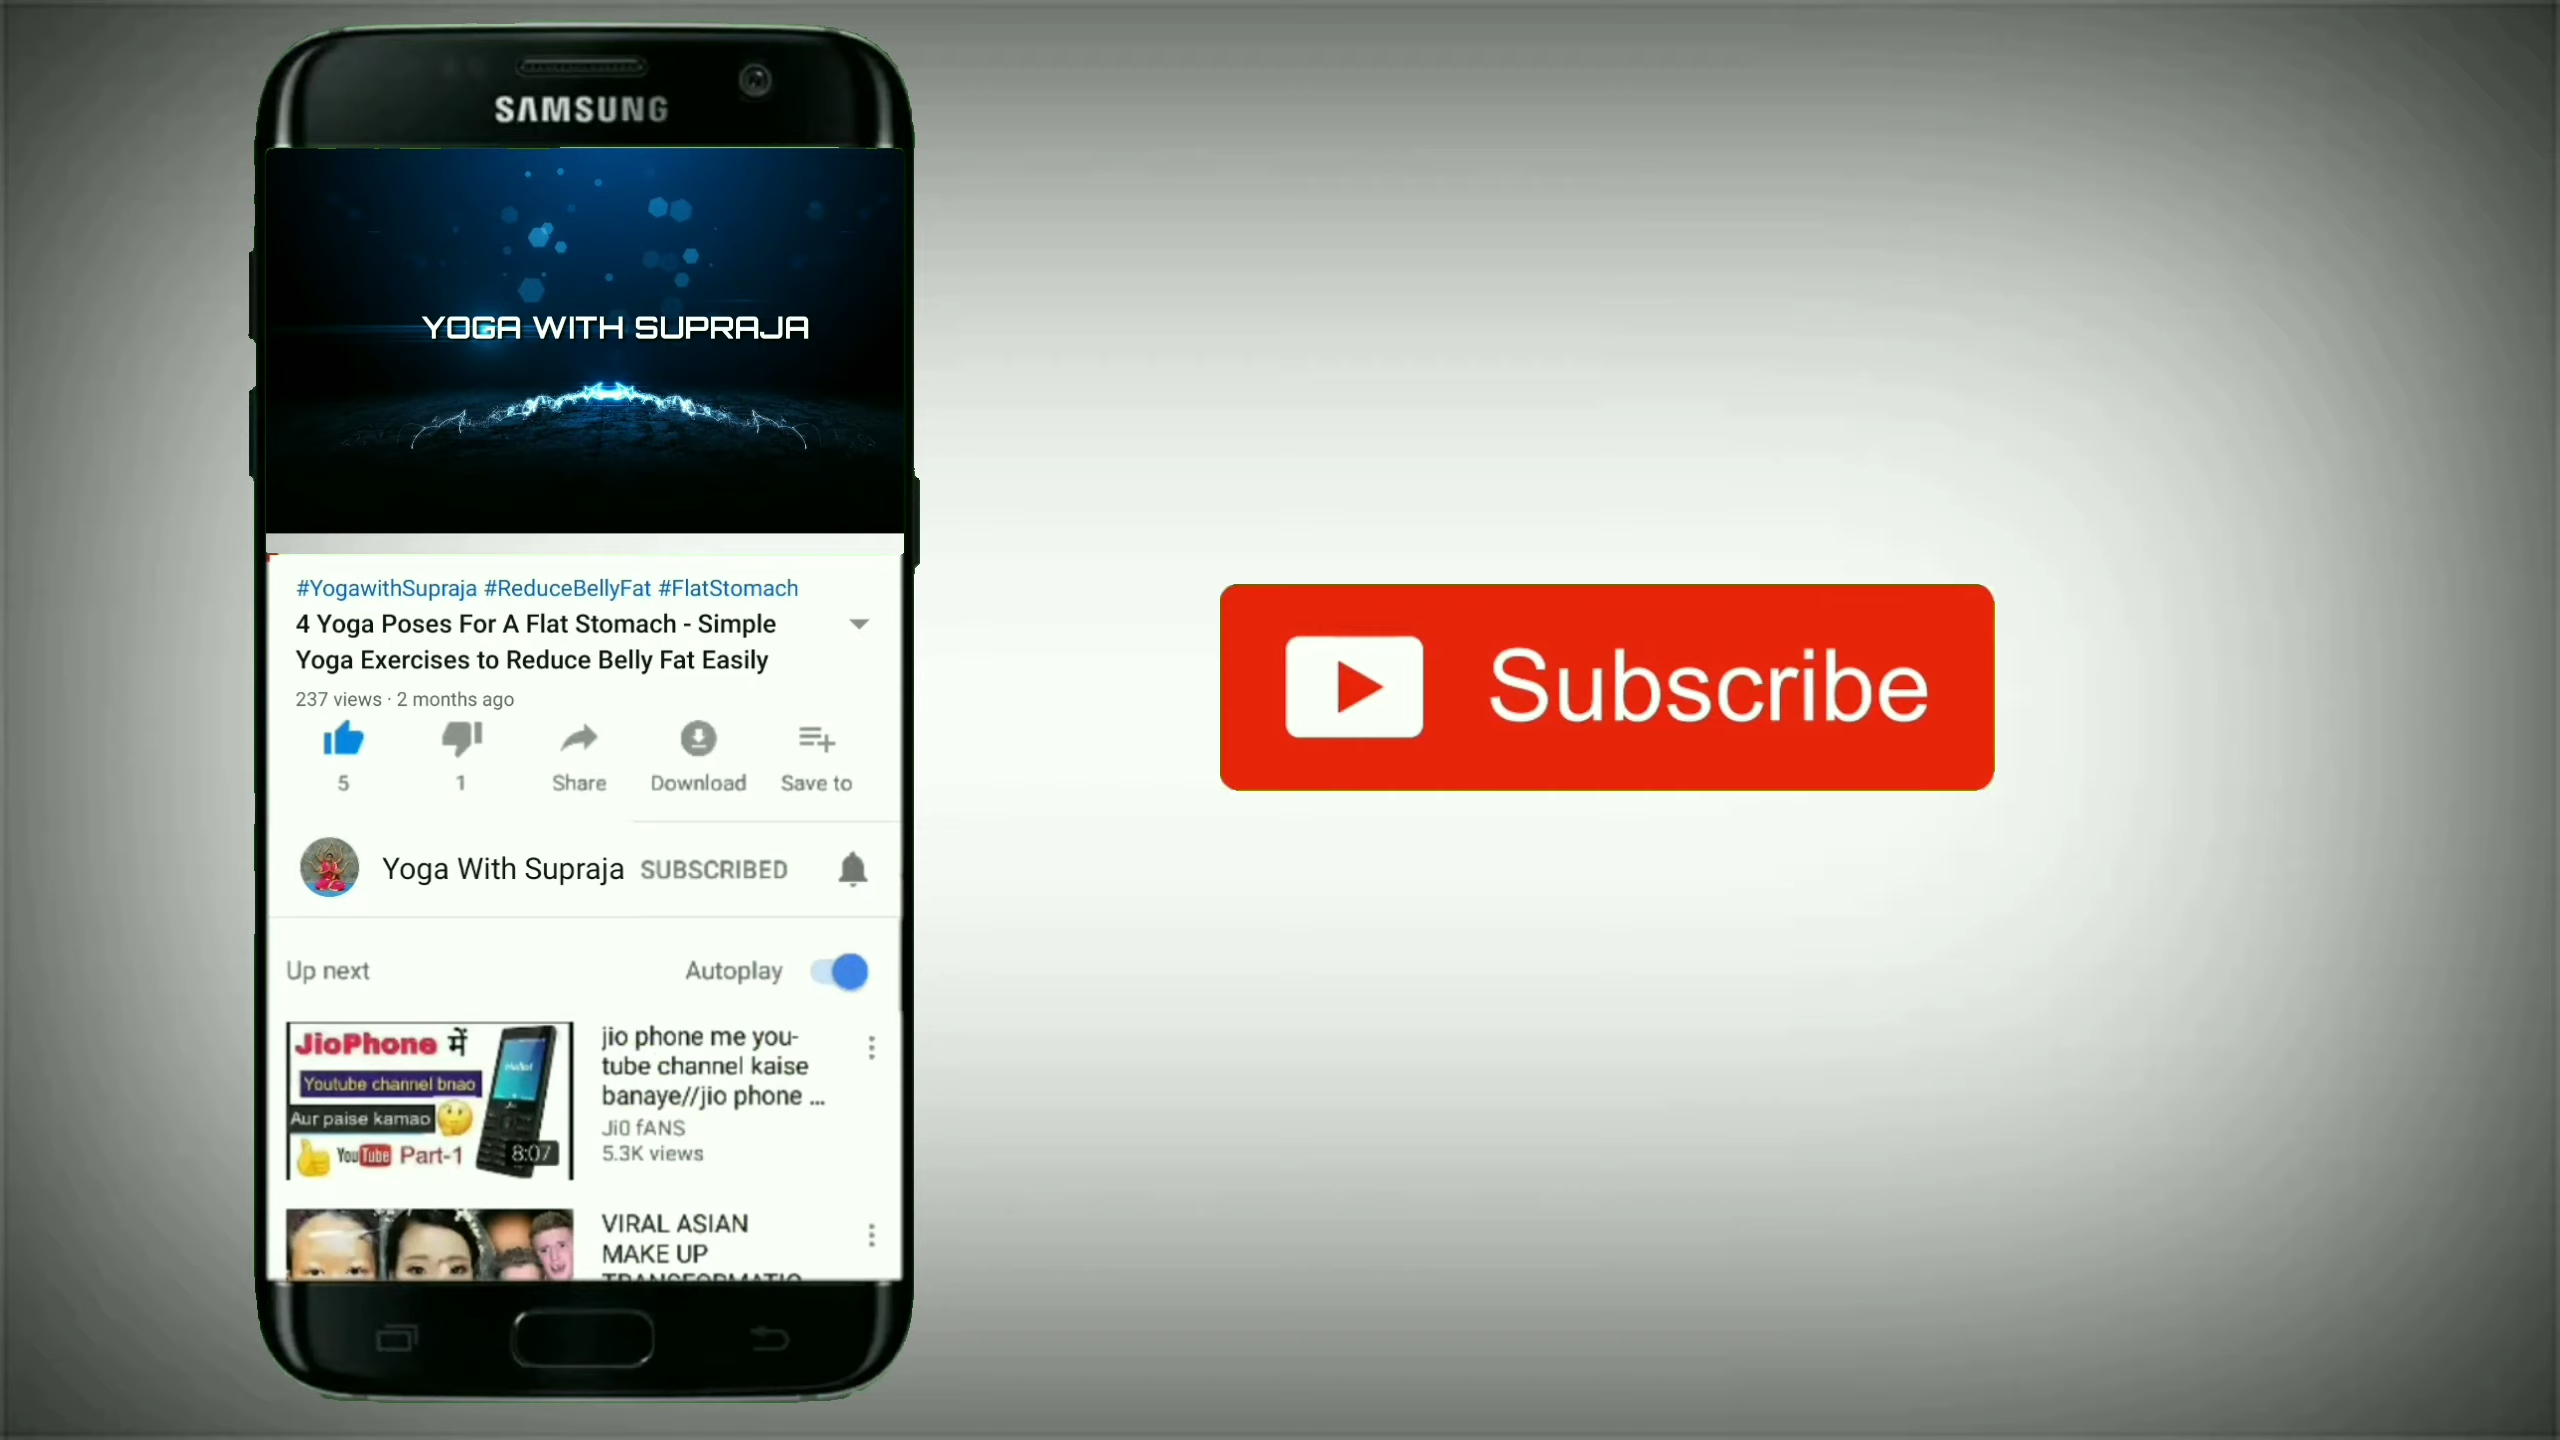 SAMSUNG
YOGA WITH SUPRAJA
#YogawithSupraja #ReduceBellyFat #FlatStomach
4 Yoga Poses For A Flat Stomach - Simple
Yoga Exercises to Reduce Belly Fat Easily
237 views · 2 months ago
5
1
Share
Download
Save to
Yoga With Supraja
SUBSCRIBED
Up next
Autoplay
JioPhone में
Youtube channel bnao
Aur paise kamao
YouTube Part-1
Hello!
8:07
jio phone me you-
tube channel kaise
banaye//jio phone ...
Ji0 fANS
5.3K views
VIRAL ASIAN
MAKE UP
TRANSFORMATIO
Subscribe